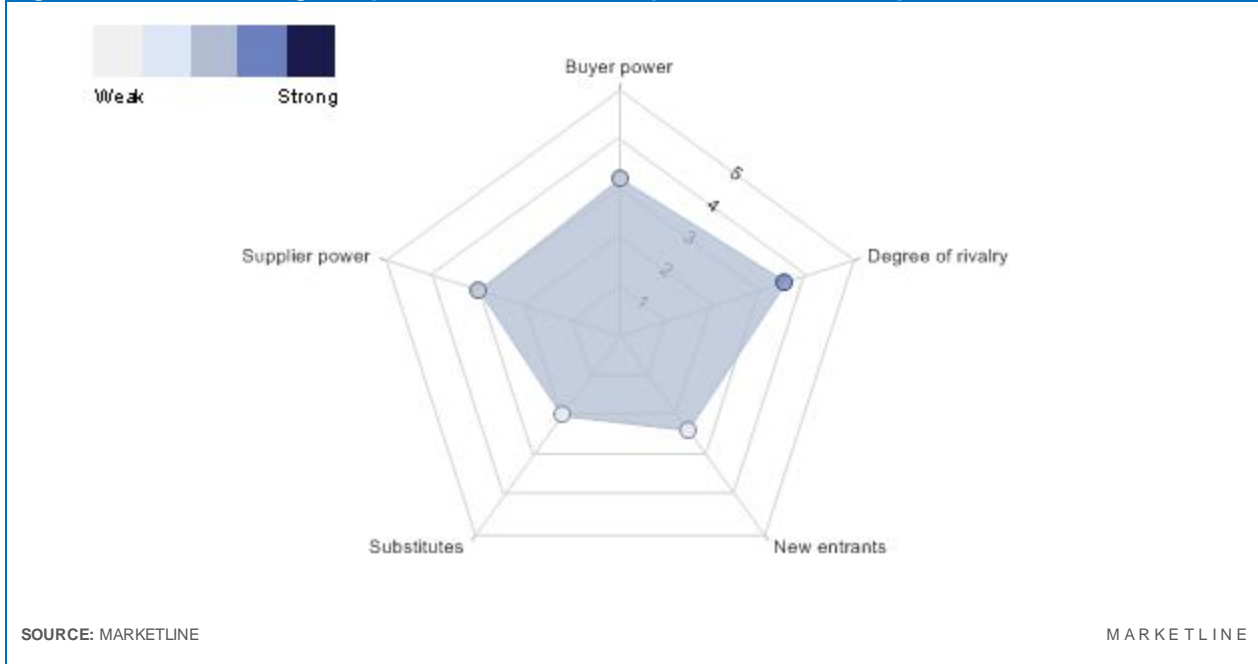 Weak Strong
Buyer power
5
4
3
2
1
Supplier power
Degree of rivalry
Substitutes
New entrants
SOURCE: MARKETLINE
MARKETLINE